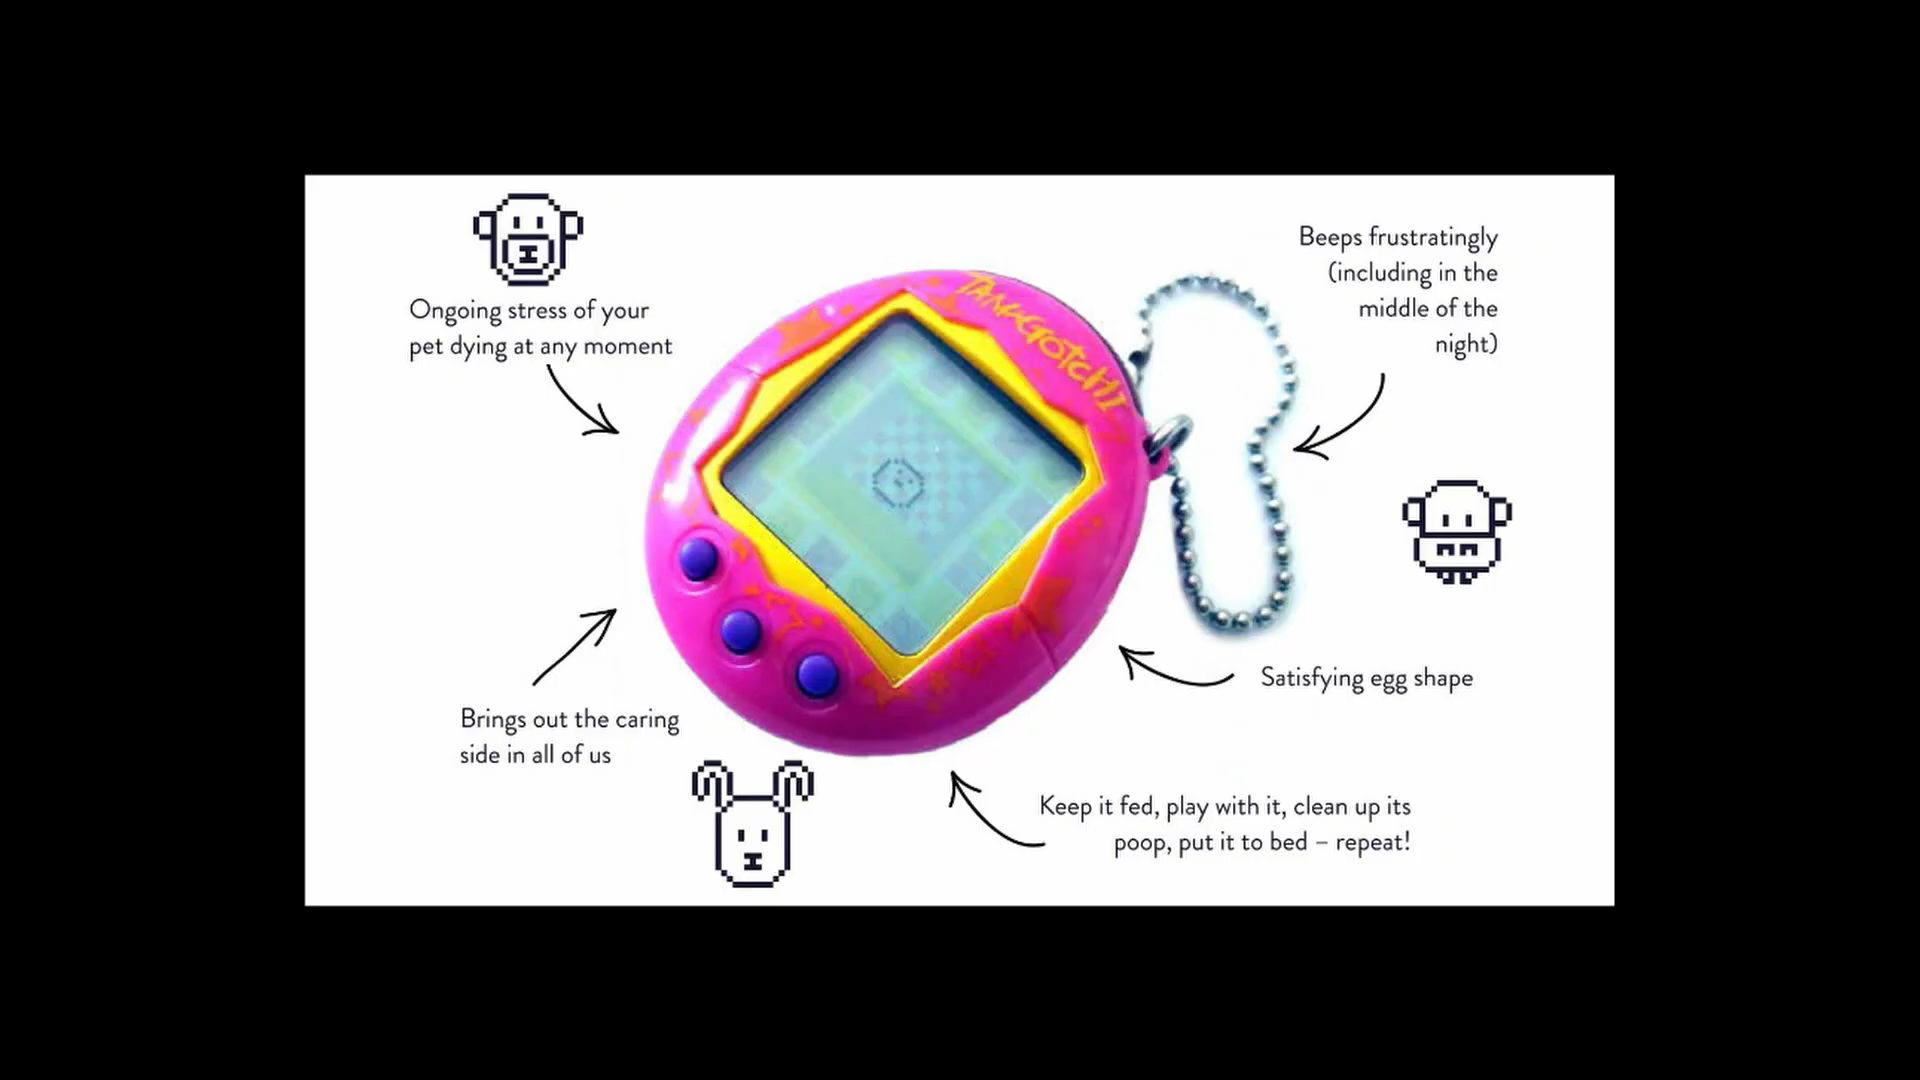 Ongoing stress of your
pet dying at any moment
Beeps frustratingly
(including in the
middle of the
night)
TAMAGOTCHI
Satisfying egg shape
Brings out the caring
side in all of us
Keep it fed, play with it, clean up its
poop, put it to bed – repeat!